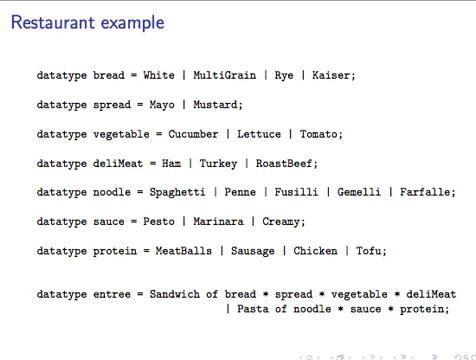 Restaurant example
datatype bread = White | MultiGrain | Rye | Kaiser;
datatype spread = Mayo | Mustard;
datatype vegetable = Cucumber | Lettuce | Tomato;
datatype deliMeat = Ham | Turkey | RoastBeef;
datatype noodle = Spaghetti | Penne | Fusilli | Gemelli | Farfalle;
datatype sauce = Pesto | Marinara | Creamy;
datatype protein = MeatBalls | Sausage | Chicken | Tofu;
datatype entree = Sandwich of bread * spread * vegetable * deliMeat
| Pasta of noodle * sauce * protein;